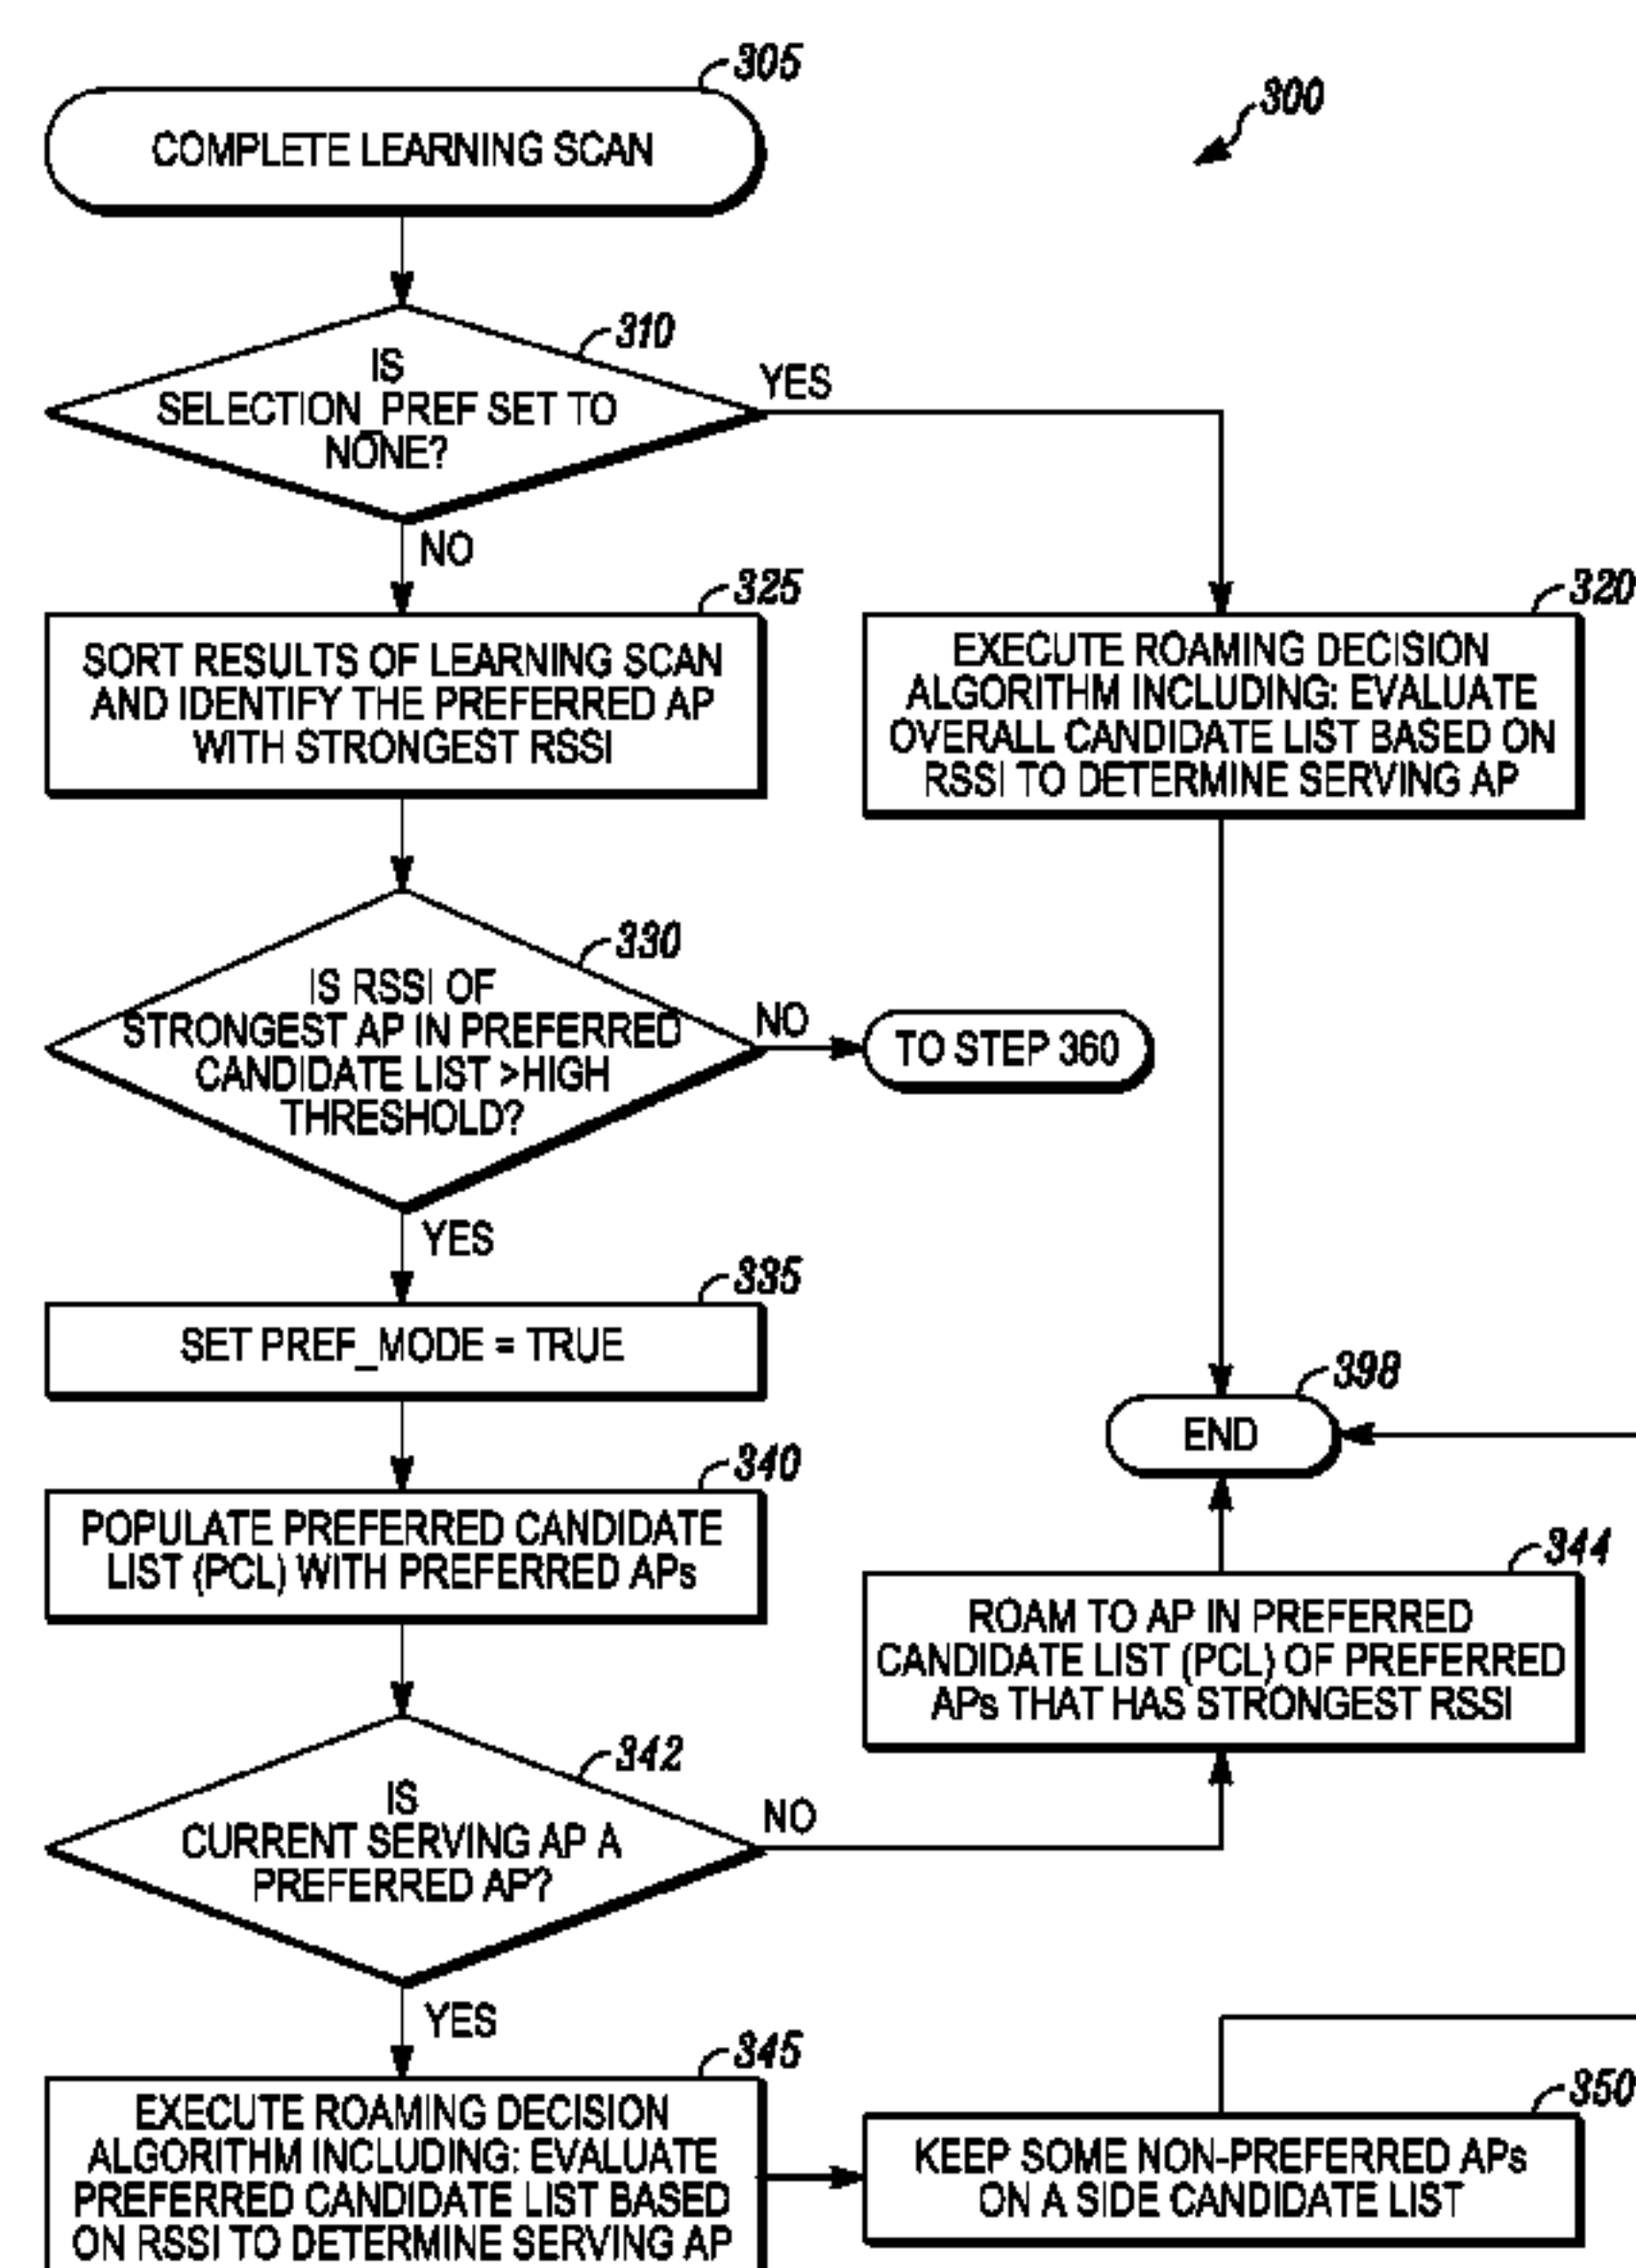 305
COMPLETE LEARNING SCAN
300
310
IS
SELECTION_PREF SET TO
NONE?
YES
NO
325
SORT RESULTS OF LEARNING SCAN
AND IDENTIFY THE PREFERRED AP
WITH STRONGEST RSSI
320
EXECUTE ROAMING DECISION
ALGORITHM INCLUDING: EVALUATE
OVERALL CANDIDATE LIST BASED ON
RSSI TO DETERMINE SERVING AP
330
IS RSSI OF
STRONGEST AP IN PREFERRED
CANDIDATE LIST >HIGH
THRESHOLD?
NO
TO STEP 360
YES
335
SET PREF_MODE = TRUE
398
END
340
POPULATE PREFERRED CANDIDATE
LIST (PCL) WITH PREFERRED APs
344
ROAM TO AP IN PREFERRED
CANDIDATE LIST (PCL) OF PREFERRED
APs THAT HAS STRONGEST RSSI
342
IS
CURRENT SERVING AP A
PREFERRED AP?
NO
YES
345
EXECUTE ROAMING DECISION
ALGORITHM INCLUDING: EVALUATE
PREFERRED CANDIDATE LIST BASED
ON RSSI TO DETERMINE SERVING AP
350
KEEP SOME NON-PREFERRED APs
ON A SIDE CANDIDATE LIST